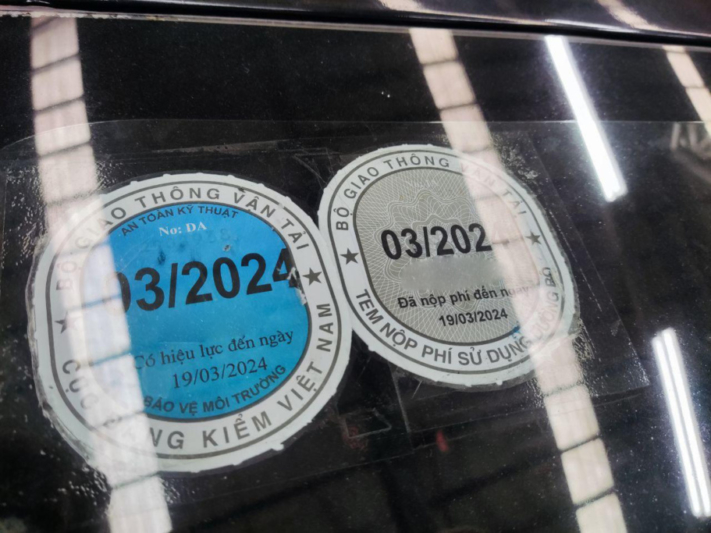 BỘ GIAO THÔNG VẬN TẢI
AN TOÀN KỸ THUẬT
No: DA
03/2024
Có hiệu lực đến ngày
19/03/2024
BẢO VỆ MÔI TRƯỜNG
KIỂM VIỆT NAM
BỘ GIAO THÔNG TẢI
03/202
Đã nộp phí đến ngày
19/03/2024
TEM NỘP PHÍ SỬ DỤNG BỘ